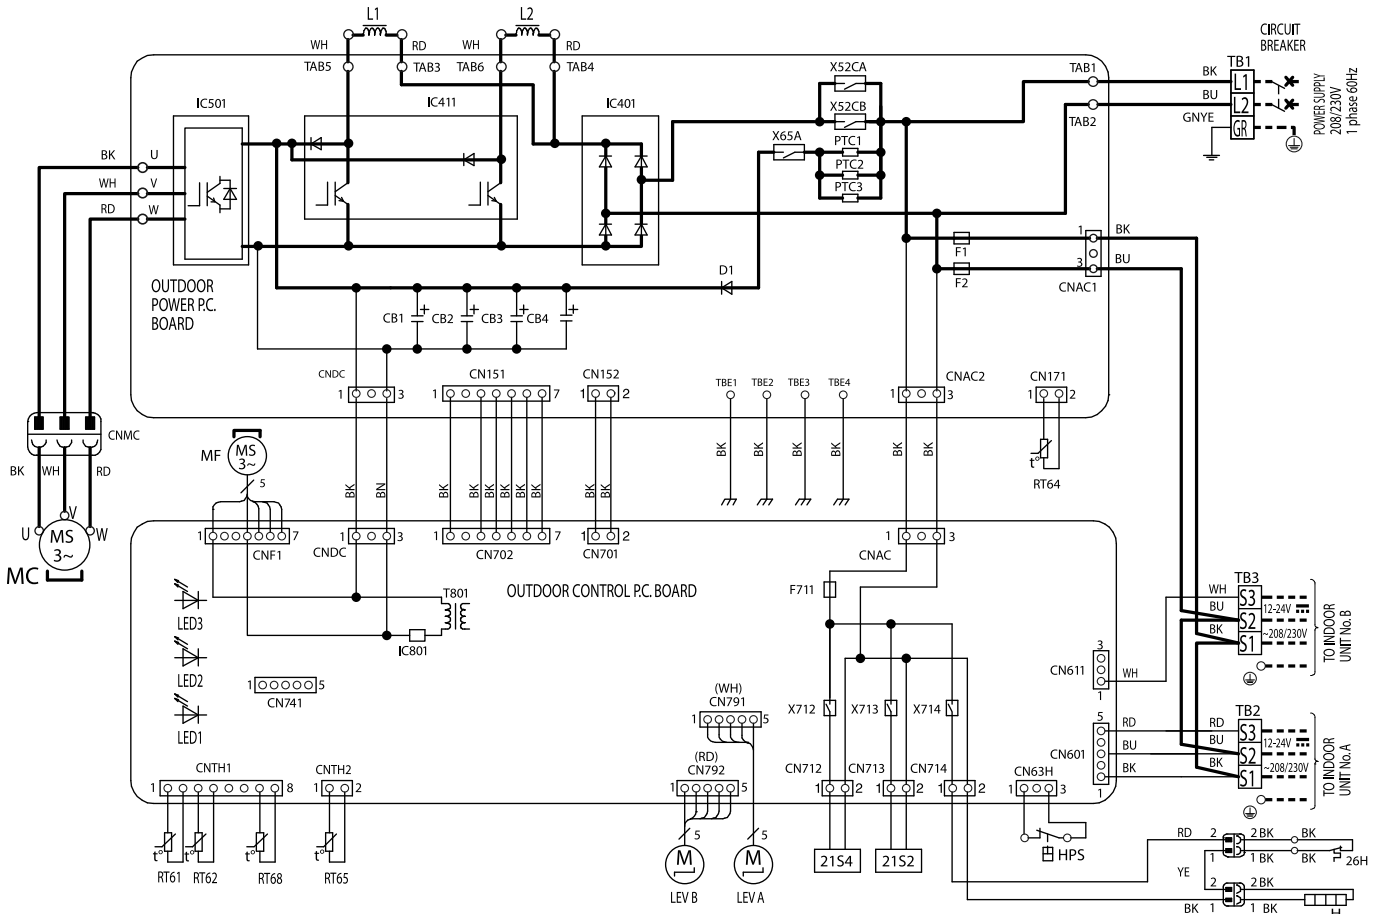 L1
L2
CIRCUIT
BREAKER
WH
RD
WH
RD
TAB5
TAB3
TAB6
TAB4
X52CA
TAB1
TB1
BK
L1
BU
L2
GNYE
GR
TAB2
POWER SUPPLY
208/230V
1 phase 60Hz
IC501
IC411
IC401
X52CB
X65A
PTC1
PTC2
PTC3
BK
U
WH
V
RD
W
1
BK
F1
3
BU
F2
CNAC1
D1
OUTDOOR
POWER P.C.
BOARD
CB1
+
CB2
+
CB3
+
CB4
+
CNDC
1
3
CN151
1
7
CN152
1
2
TBE1
TBE2
TBE3
TBE4
CNAC2
1
3
CN171
1
2
CNMC
BK
WH
RD
MF
MS
3~
5
BK
BN
BK
BK
BK
BK
BK
BK
BK
BK
BK
BK
BK
BK
BK
BK
t°
RT64
U
V
W
MS
3~
MC
1
7
CNF1
1
3
CNDC
1
7
CN702
1
2
CN701
1
3
CNAC
OUTDOOR CONTROL P.C. BOARD
F711
T801
IC801
LED3
LED2
LED1
1
5
CN741
TB3
WH
S3
12-24V
BU
S2
BK
~208/230V
S1
TO INDOOR
UNIT No.B
3
CN611
1
WH
(WH)
CN791
1
5
X712
X713
X714
5
RD
CN601
BU
BK
1
TB2
RD
S3
12-24V
BU
S2
BK
~208/230V
S1
TO INDOOR
UNIT No.A
(RD)
CN792
1
5
CNTH1
1
8
CNTH2
1
2
CN712
1
2
CN713
1
2
CN714
1
2
CN63H
1
3
t°
t°
t°
t°
RT61
RT62
RT68
RT65
5
M
LEV B
5
M
LEV A
21S4
21S2
HPS
RD
2
2
BK
BK
1
1
BK
BK
26H
YE
2
2
BK
BK
1
1
BK
H